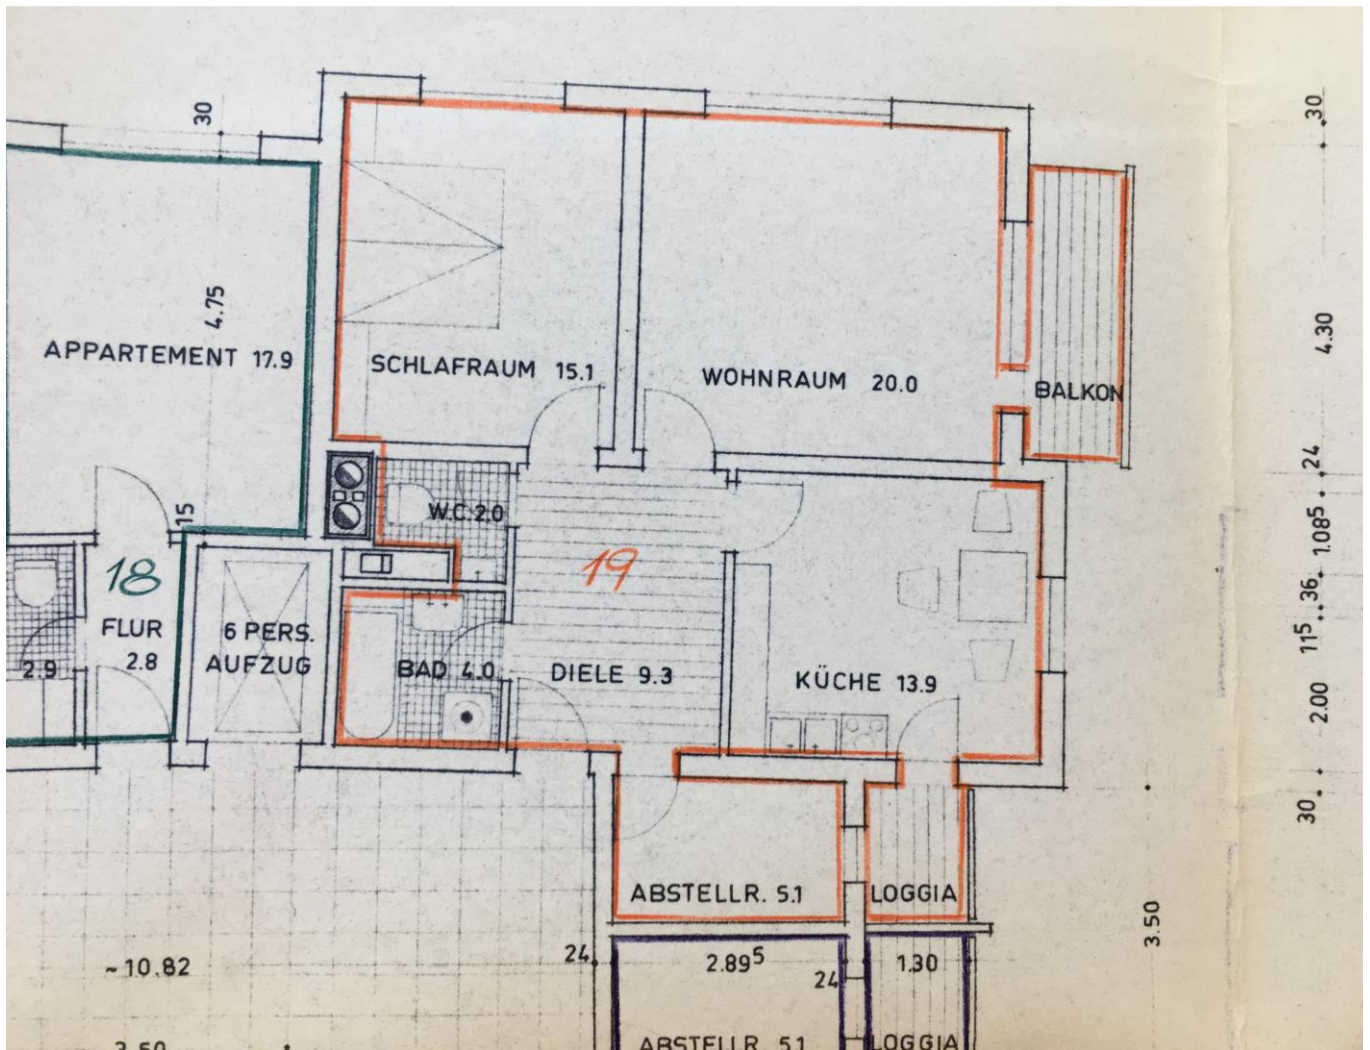 30
30
4.75
4.30
APPARTEMENT 17.9
SCHLAFRAUM 15.1
WOHNRAUM 20.0
BALKON
24
15
W.C. 2.0
1.08⁵
18
19
36
FLUR
2.8
6 PERS.
AUFZUG
2.9
BAD 4.0
DIELE 9.3
KÜCHE 13.9
115
2.00
30
ABSTELLR. 5.1
LOGGIA
3.50
~10.82
24
2.89⁵
24
1.30
3.50
ABSTELLR. 5.1
LOGGIA